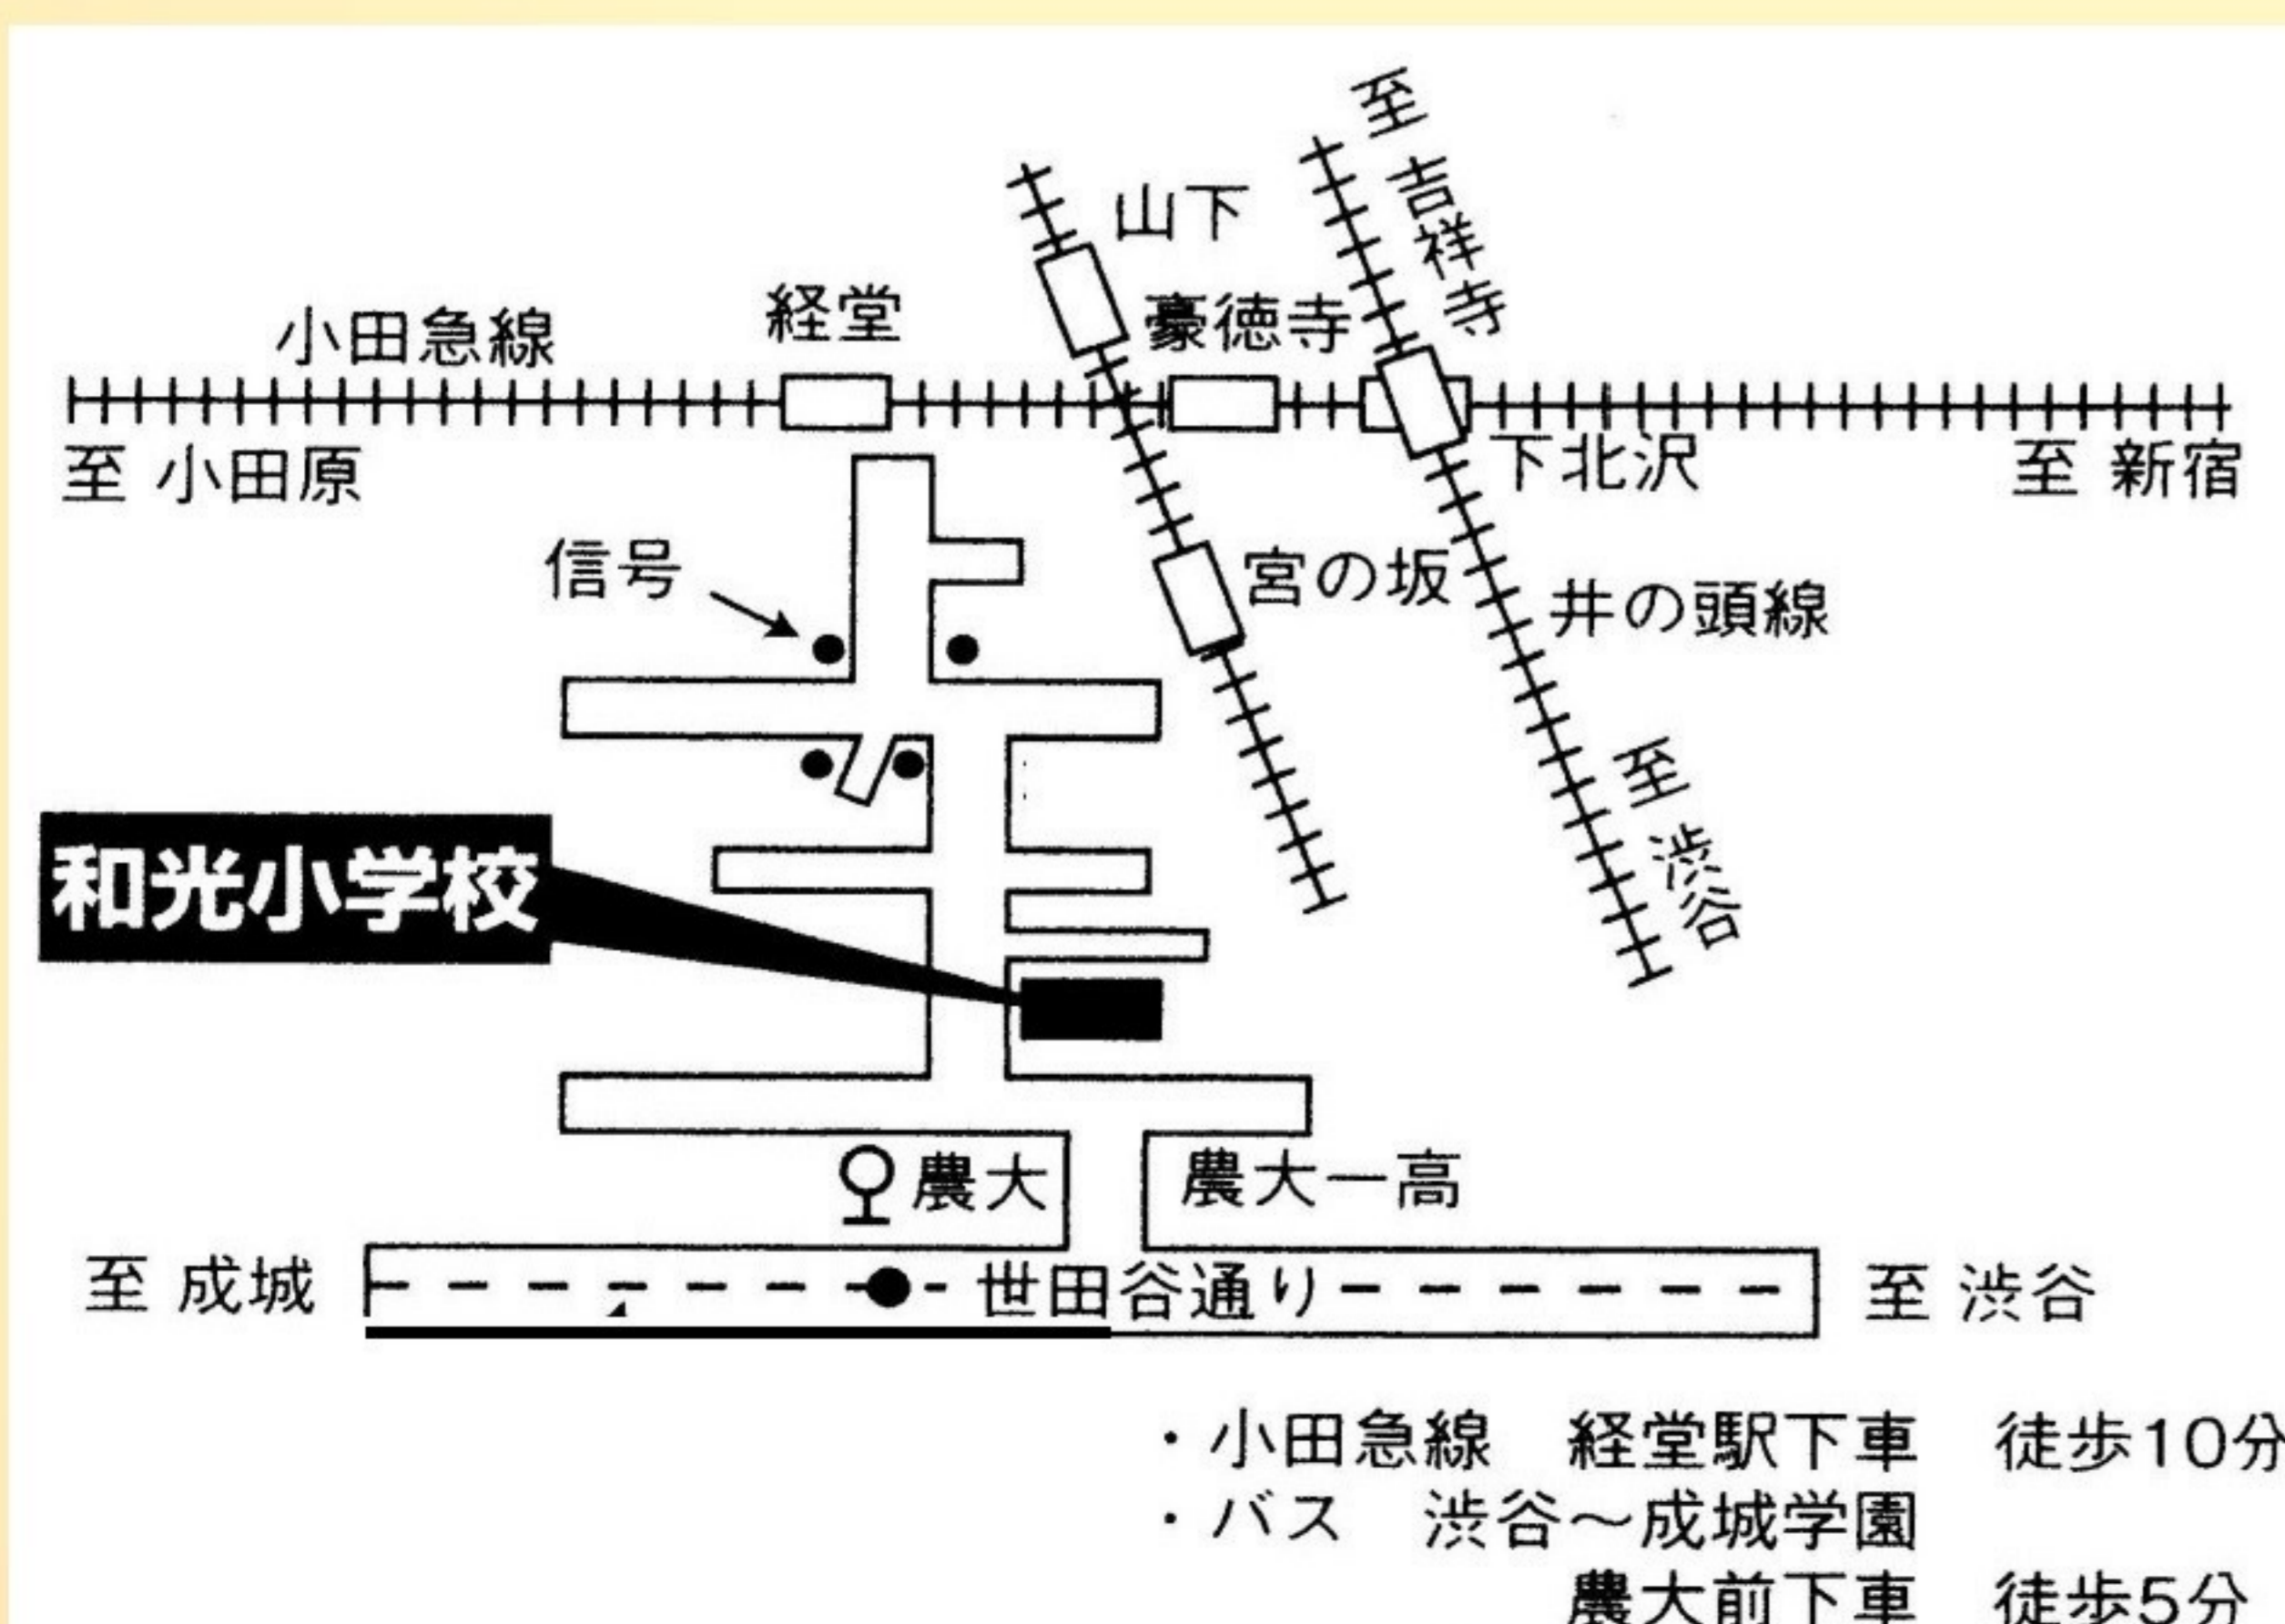 至 吉祥寺
山下
経堂
豪徳寺
小田急線
至 小田原
下北沢
至 新宿
信号
宮の坂
井の頭線
至 渋谷
和光小学校
農大
農大一高
至 成城
世田谷通り
至 渋谷
・小田急線　経堂駅下車　徒歩10分
・バス　渋谷～成城学園
農大前下車　徒歩5分